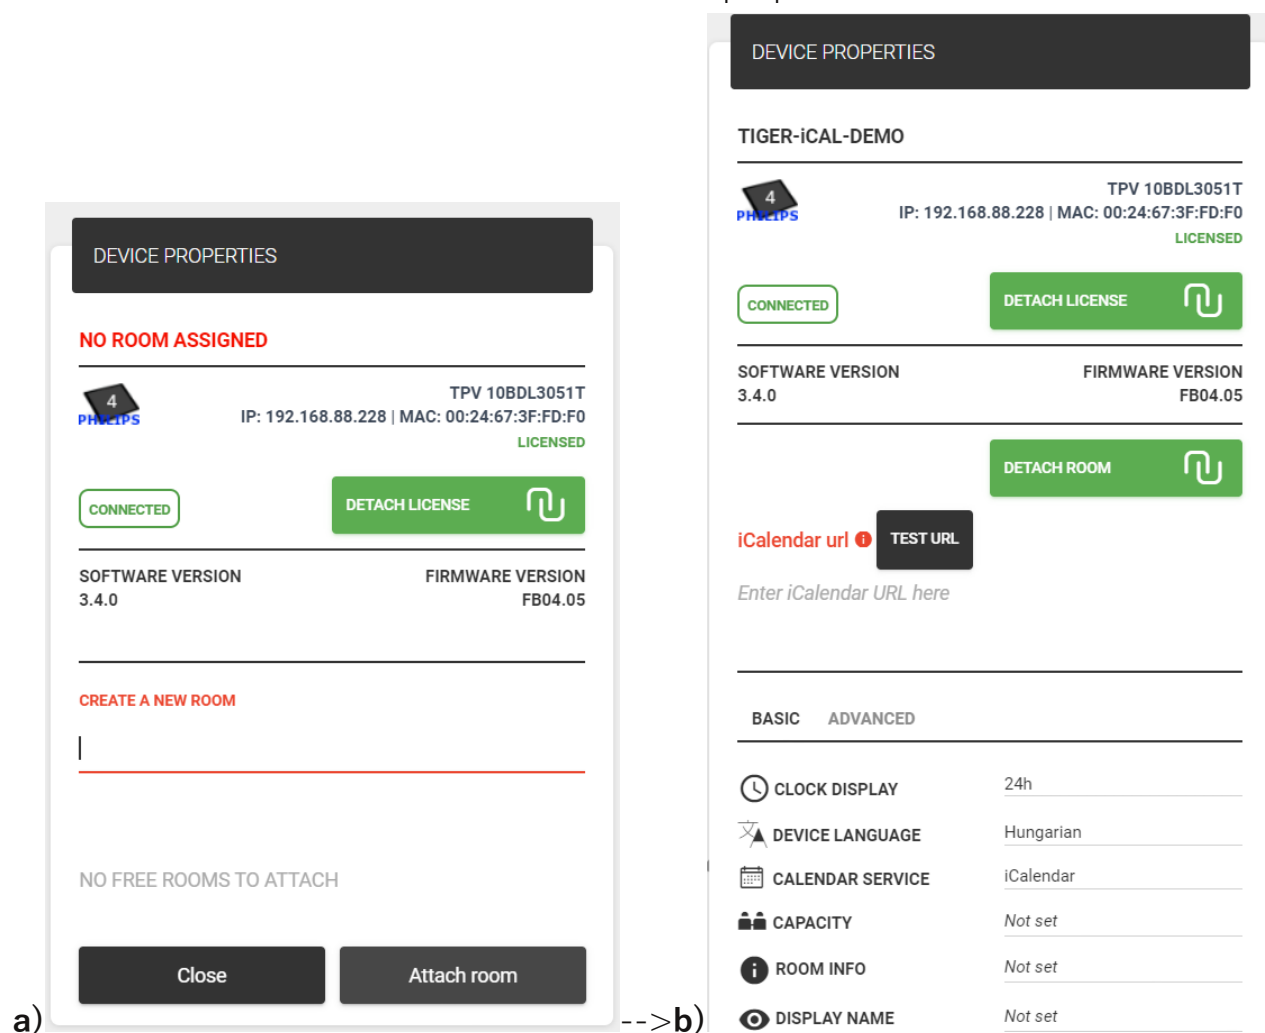 DEVICE PROPERTIES
NO ROOM ASSIGNED
4
PHILIPS
TPV 10BDL3051T
IP: 192.168.88.228 | MAC: 00:24:67:3F:FD:F0
LICENSED
CONNECTED
DETACH LICENSE
SOFTWARE VERSION
3.4.0
FIRMWARE VERSION
FB04.05
CREATE A NEW ROOM
NO FREE ROOMS TO ATTACH
Close
Attach room
a)
-->b)
DEVICE PROPERTIES
TIGER-iCAL-DEMO
4
PHILIPS
TPV 10BDL3051T
IP: 192.168.88.228 | MAC: 00:24:67:3F:FD:F0
LICENSED
CONNECTED
DETACH LICENSE
SOFTWARE VERSION
3.4.0
FIRMWARE VERSION
FB04.05
DETACH ROOM
iCalendar url
TEST URL
Enter iCalendar URL here
BASIC ADVANCED
CLOCK DISPLAY 24h
DEVICE LANGUAGE Hungarian
CALENDAR SERVICE iCalendar
CAPACITY Not set
ROOM INFO Not set
DISPLAY NAME Not set